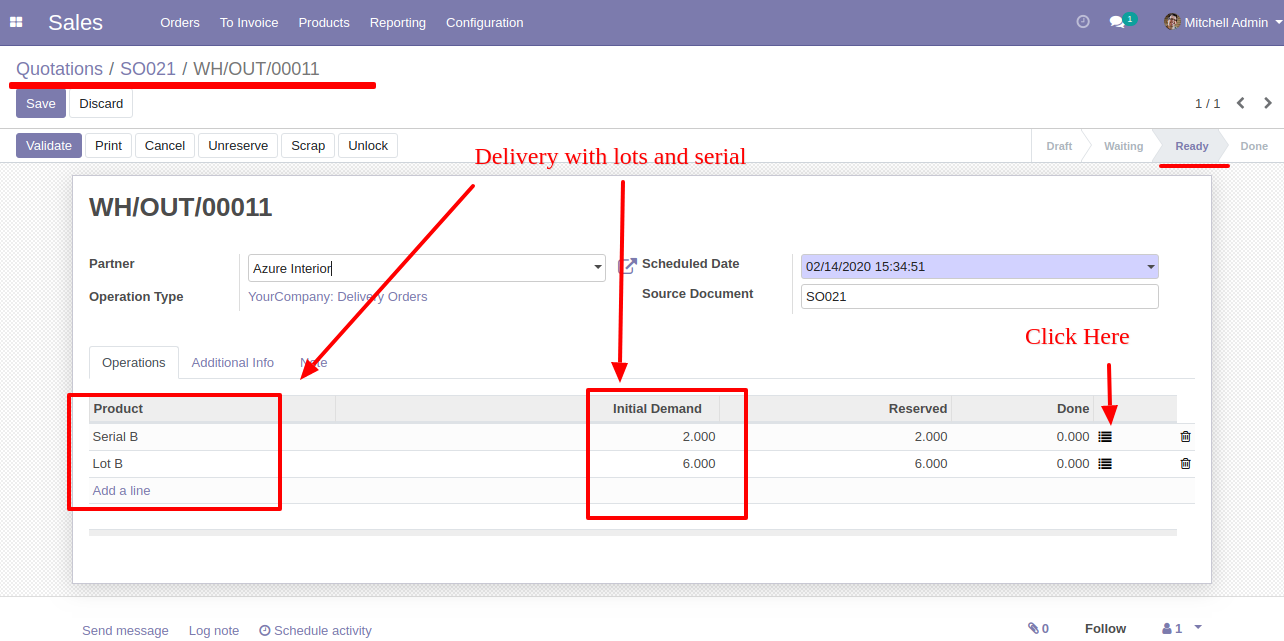 Sales Orders To Invoice Products Reporting Configuration 1 Mitchell Admin
Quotations / SO021 / WH/OUT/00011
Save Discard 1 / 1
Validate Print Cancel Unreserve Scrap Unlock Draft Waiting Ready Done
Delivery with lots and serial
WH/OUT/00011
Partner Azure Interior Scheduled Date 02/14/2020 15:34:51
Operation Type YourCompany: Delivery Orders Source Document SO021
Click Here
Operations Additional Info Note
Product Initial Demand Reserved Done
Serial B 2.000 2.000 0.000
Lot B 6.000 6.000 0.000
Add a line
Send message Log note Schedule activity 0 Follow 1